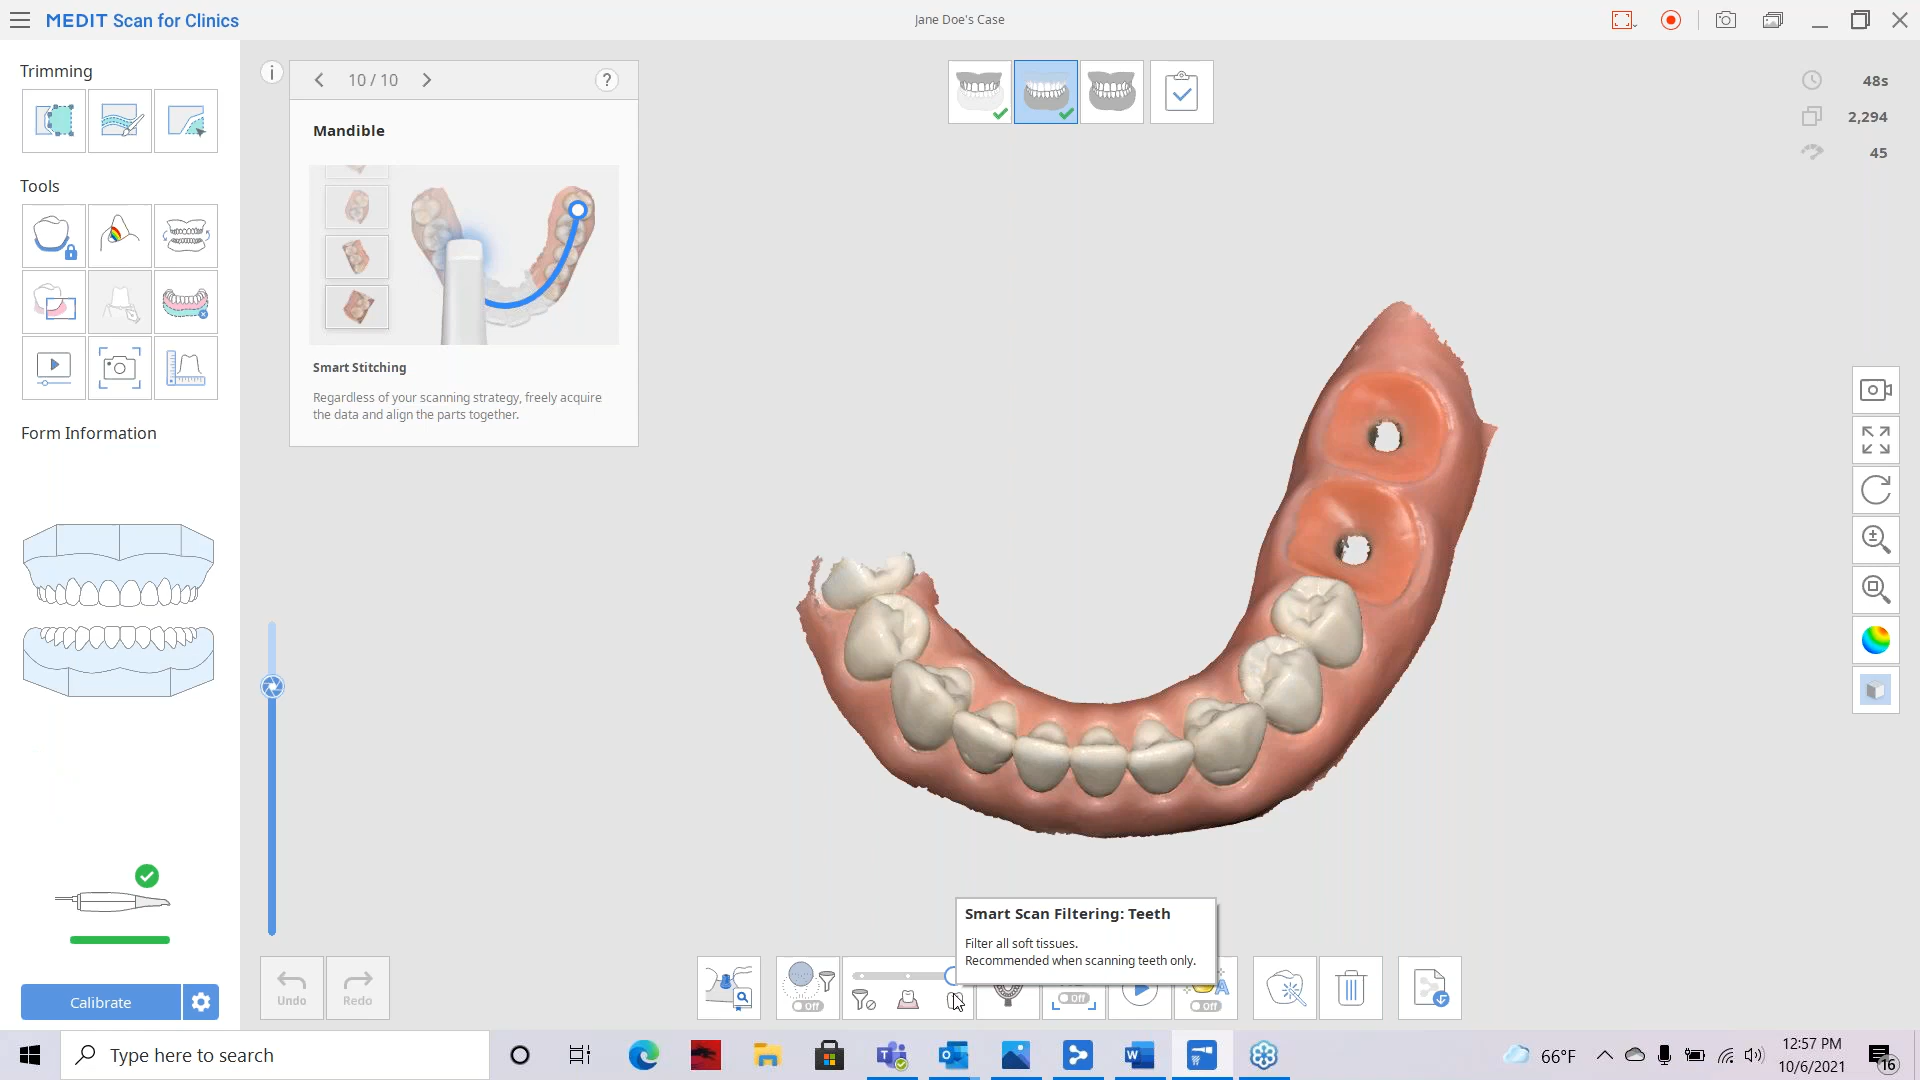 MEDIT Scan for Clinics
Jane Doe's Case
Trimming
Tools
Form Information
Calibrate
i
10 / 10
?
Mandible
Smart Stitching
Regardless of your scanning strategy, freely acquire
the data and align the parts together.
48s
2,294
45
Smart Scan Filtering: Teeth
Filter all soft tissues.
Recommended when scanning teeth only.
Undo
Redo
Off
Off
A
Off
Type here to search
66°F
12:57 PM
10/6/2021
16